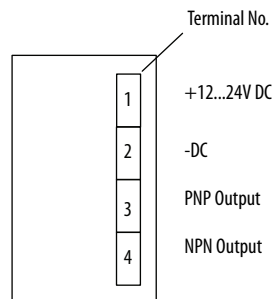 Terminal No.
1 +12...24V DC
2 -DC
3 PNP Output
4 NPN Output